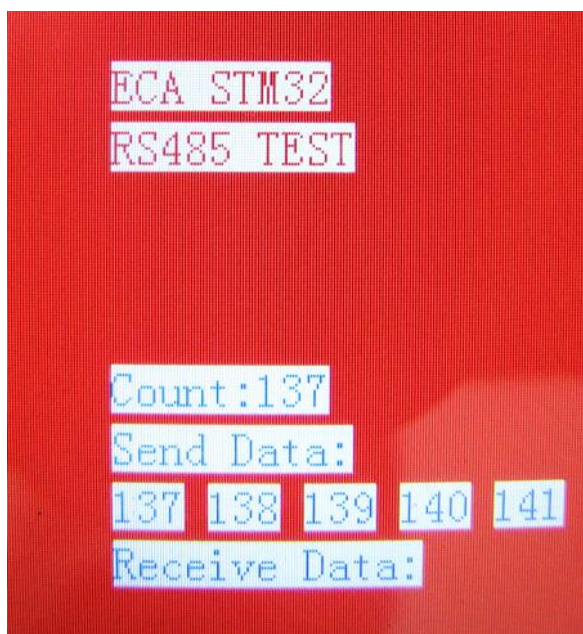 ECA STM32
RS485 TEST
Count:137
Send Data:
137 138 139 140 141
Receive Data: